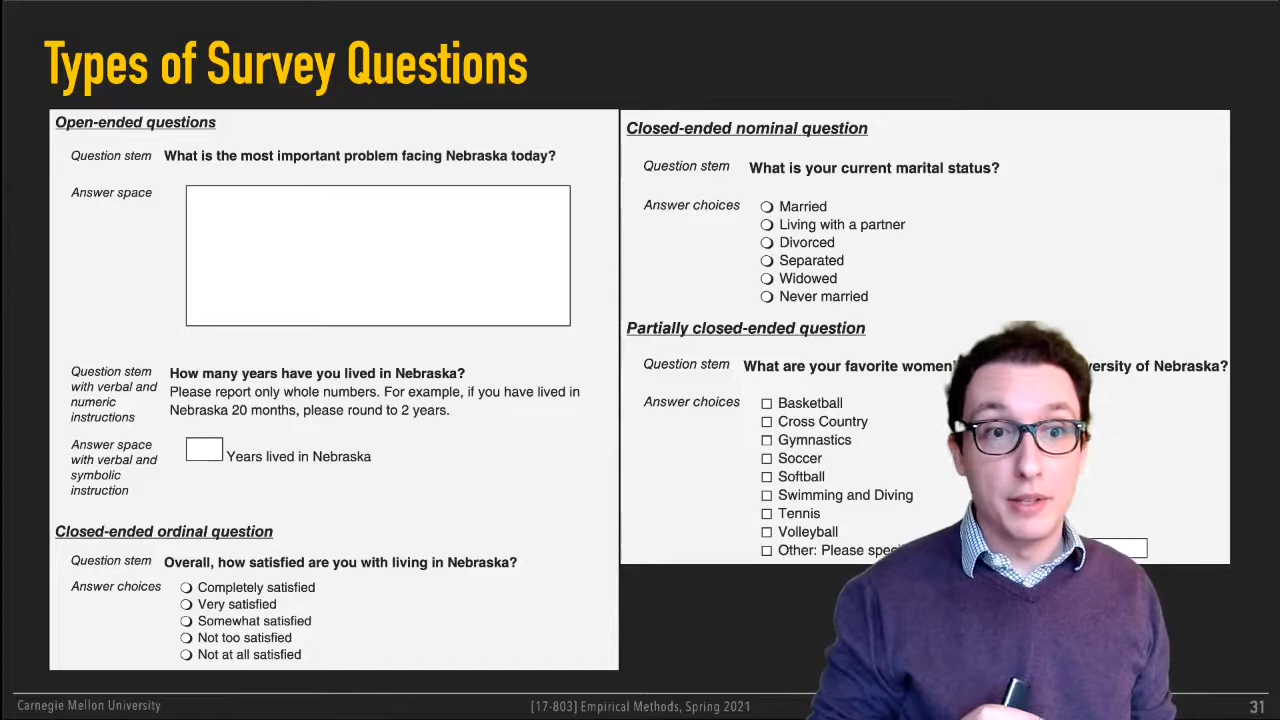 Types of Survey Questions
Open-ended questions
Question stem What is the most important problem facing Nebraska today?
Answer space
Question stem
with verbal and
numeric
instructions
How many years have you lived in Nebraska?
Please report only whole numbers. For example, if you have lived in
Nebraska 20 months, please round to 2 years.
Answer space
with verbal and
symbolic
instruction
Years lived in Nebraska
Closed-ended ordinal question
Question stem Overall, how satisfied are you with living in Nebraska?
Answer choices
Completely satisfied
Very satisfied
Somewhat satisfied
Not too satisfied
Not at all satisfied
Closed-ended nominal question
Question stem What is your current marital status?
Answer choices
Married
Living with a partner
Divorced
Separated
Widowed
Never married
Partially closed-ended question
Question stem What are your favorite women' of Nebraska?
Answer choices
Basketball
Cross Country
Gymnastics
Soccer
Softball
Swimming and Diving
Tennis
Volleyball
Other: Please
Carnegie Mellon University
[17-803] Empirical Methods, Spring 2021
31